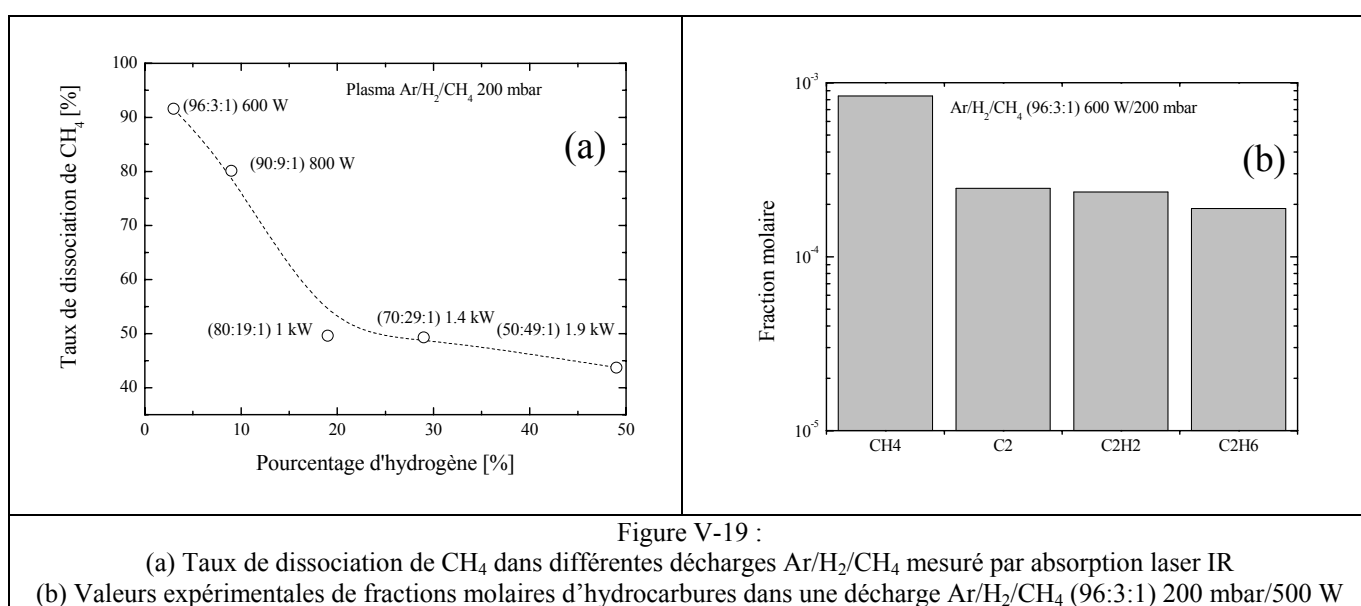 100
90
80
70
60
50
40
Taux de dissociation de CH₄ [%]
Plasma Ar/H₂/CH₄ 200 mbar
(a)
(96:3:1) 600 W
(90:9:1) 800 W
(80:19:1) 1 kW
(70:29:1) 1.4 kW
(50:49:1) 1.9 kW
0 10 20 30 40 50
Pourcentage d'hydrogène [%]
10⁻³
10⁻⁴
10⁻⁵
Fraction molaire
Ar/H₂/CH₄ (96:3:1) 600 W/200 mbar
(b)
CH4 C2 C2H2 C2H6
Figure V-19 :
(a) Taux de dissociation de CH₄ dans différentes décharges Ar/H₂/CH₄ mesuré par absorption laser IR
(b) Valeurs expérimentales de fractions molaires d’hydrocarbures dans une décharge Ar/H₂/CH₄ (96:3:1) 200 mbar/500 W